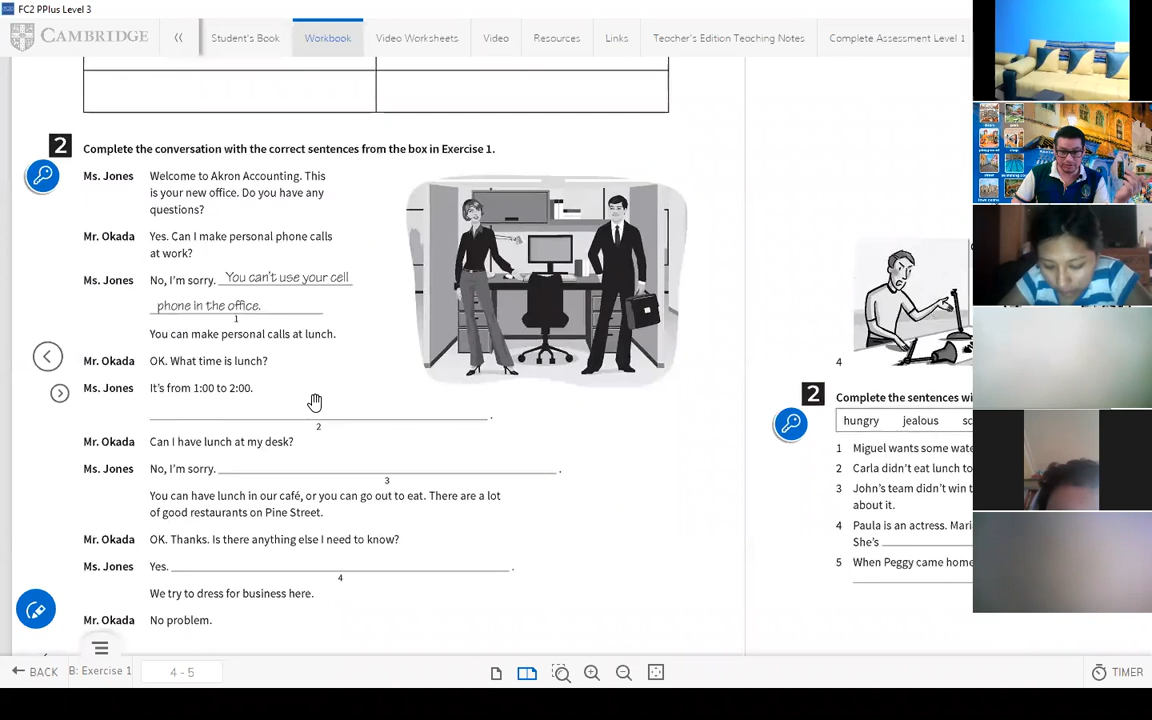 FC2 PPlus Level 3
CAMBRIDGE
Student's Book
Workbook
Video Worksheets
Video
Resources
Links
Teacher's Edition Teaching Notes
Complete Assessment Level 1
2 Complete the conversation with the correct sentences from the box in Exercise 1.
Ms. Jones Welcome to Akron Accounting. This
is your new office. Do you have any
questions?
Mr. Okada Yes. Can I make personal phone calls
at work?
Ms. Jones No, I'm sorry. You can't use your cell
phone in the office.
1
You can make personal calls at lunch.
Mr. Okada OK. What time is lunch?
Ms. Jones It's from 1:00 to 2:00.
.
2
Mr. Okada Can I have lunch at my desk?
Ms. Jones No, I'm sorry. .
3
You can have lunch in our café, or you can go out to eat. There are a lot
of good restaurants on Pine Street.
Mr. Okada OK. Thanks. Is there anything else I need to know?
Ms. Jones Yes. .
4
We try to dress for business here.
Mr. Okada No problem.
4
2 Complete the sentences wi
hungry jealous sc
1 Miguel wants some wate
2 Carla didn't eat lunch to
3 John's team didn't win t
about it.
4 Paula is an actress. Mari
She's
5 When Peggy came home
BACK
B: Exercise 1
4 - 5
TIMER